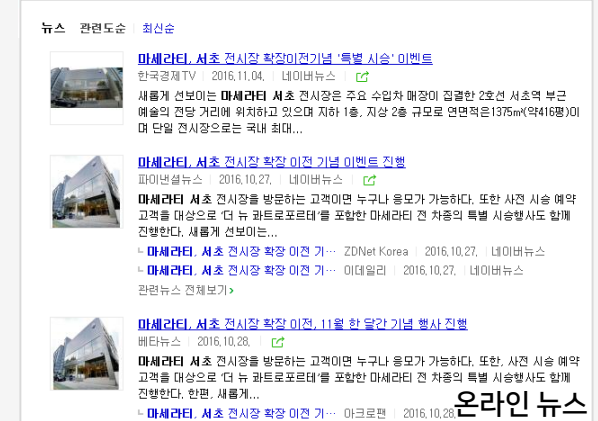 뉴스 관련도순 최신순
마세라티, 서초 전시장 확장이전기념 '특별 시승' 이벤트
한국경제TV 2016.11.04. 네이버뉴스
새롭게 선보이는 마세라티 서초 전시장은 주요 수입차 매장이 집결한 2호선 서초역 부근
예술의 전당 거리에 위치하고 있으며 지하 1층, 지상 2층 규모로 연면적은1375㎡(약416평)이
며 단일 전시장으로는 국내 최대...
마세라티, 서초 전시장 확장 이전 기념 이벤트 진행
파이낸셜뉴스 2016.10.27. 네이버뉴스
마세라티 서초 전시장을 방문하는 고객이면 누구나 응모가 가능하다. 또한 사전 시승 예약
고객을 대상으로 '더 뉴 콰트로포르테'를 포함한 마세라티 전 차종의 특별 시승행사도 함께
진행한다. 새롭게 선보이는...
마세라티, 서초 전시장 확장 이전 기… ZDNet Korea 2016.10.27. 네이버뉴스
마세라티, 서초 전시장 확장 이전 기… 이데일리 2016.10.27. 네이버뉴스
관련뉴스 전체보기>
마세라티, 서초 전시장 확장 이전, 11월 한 달간 기념 행사 진행
베타뉴스 2016.10.28.
마세라티 서초 전시장을 방문하는 고객이면 누구나 응모가 가능하다. 또한, 사전 시승 예약
고객을 대상으로 '더 뉴 콰트로포르테'를 포함한 마세라티 전 차종의 특별 시승행사도 함께
진행한다. 한편, 새롭게...
마세라티, 서초 전시장 확장 이전 기… 아크로팬 2016.10.28.
온라인 뉴스